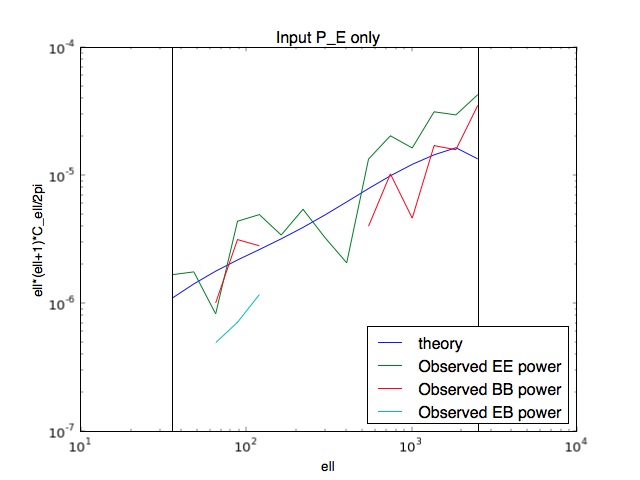 Input P_E only
10^-4
10^-5
10^-6
10^-7
ell*(ell+1)*C_ell/2pi
10^1
10^2
10^3
10^4
ell
theory
Observed EE power
Observed BB power
Observed EB power